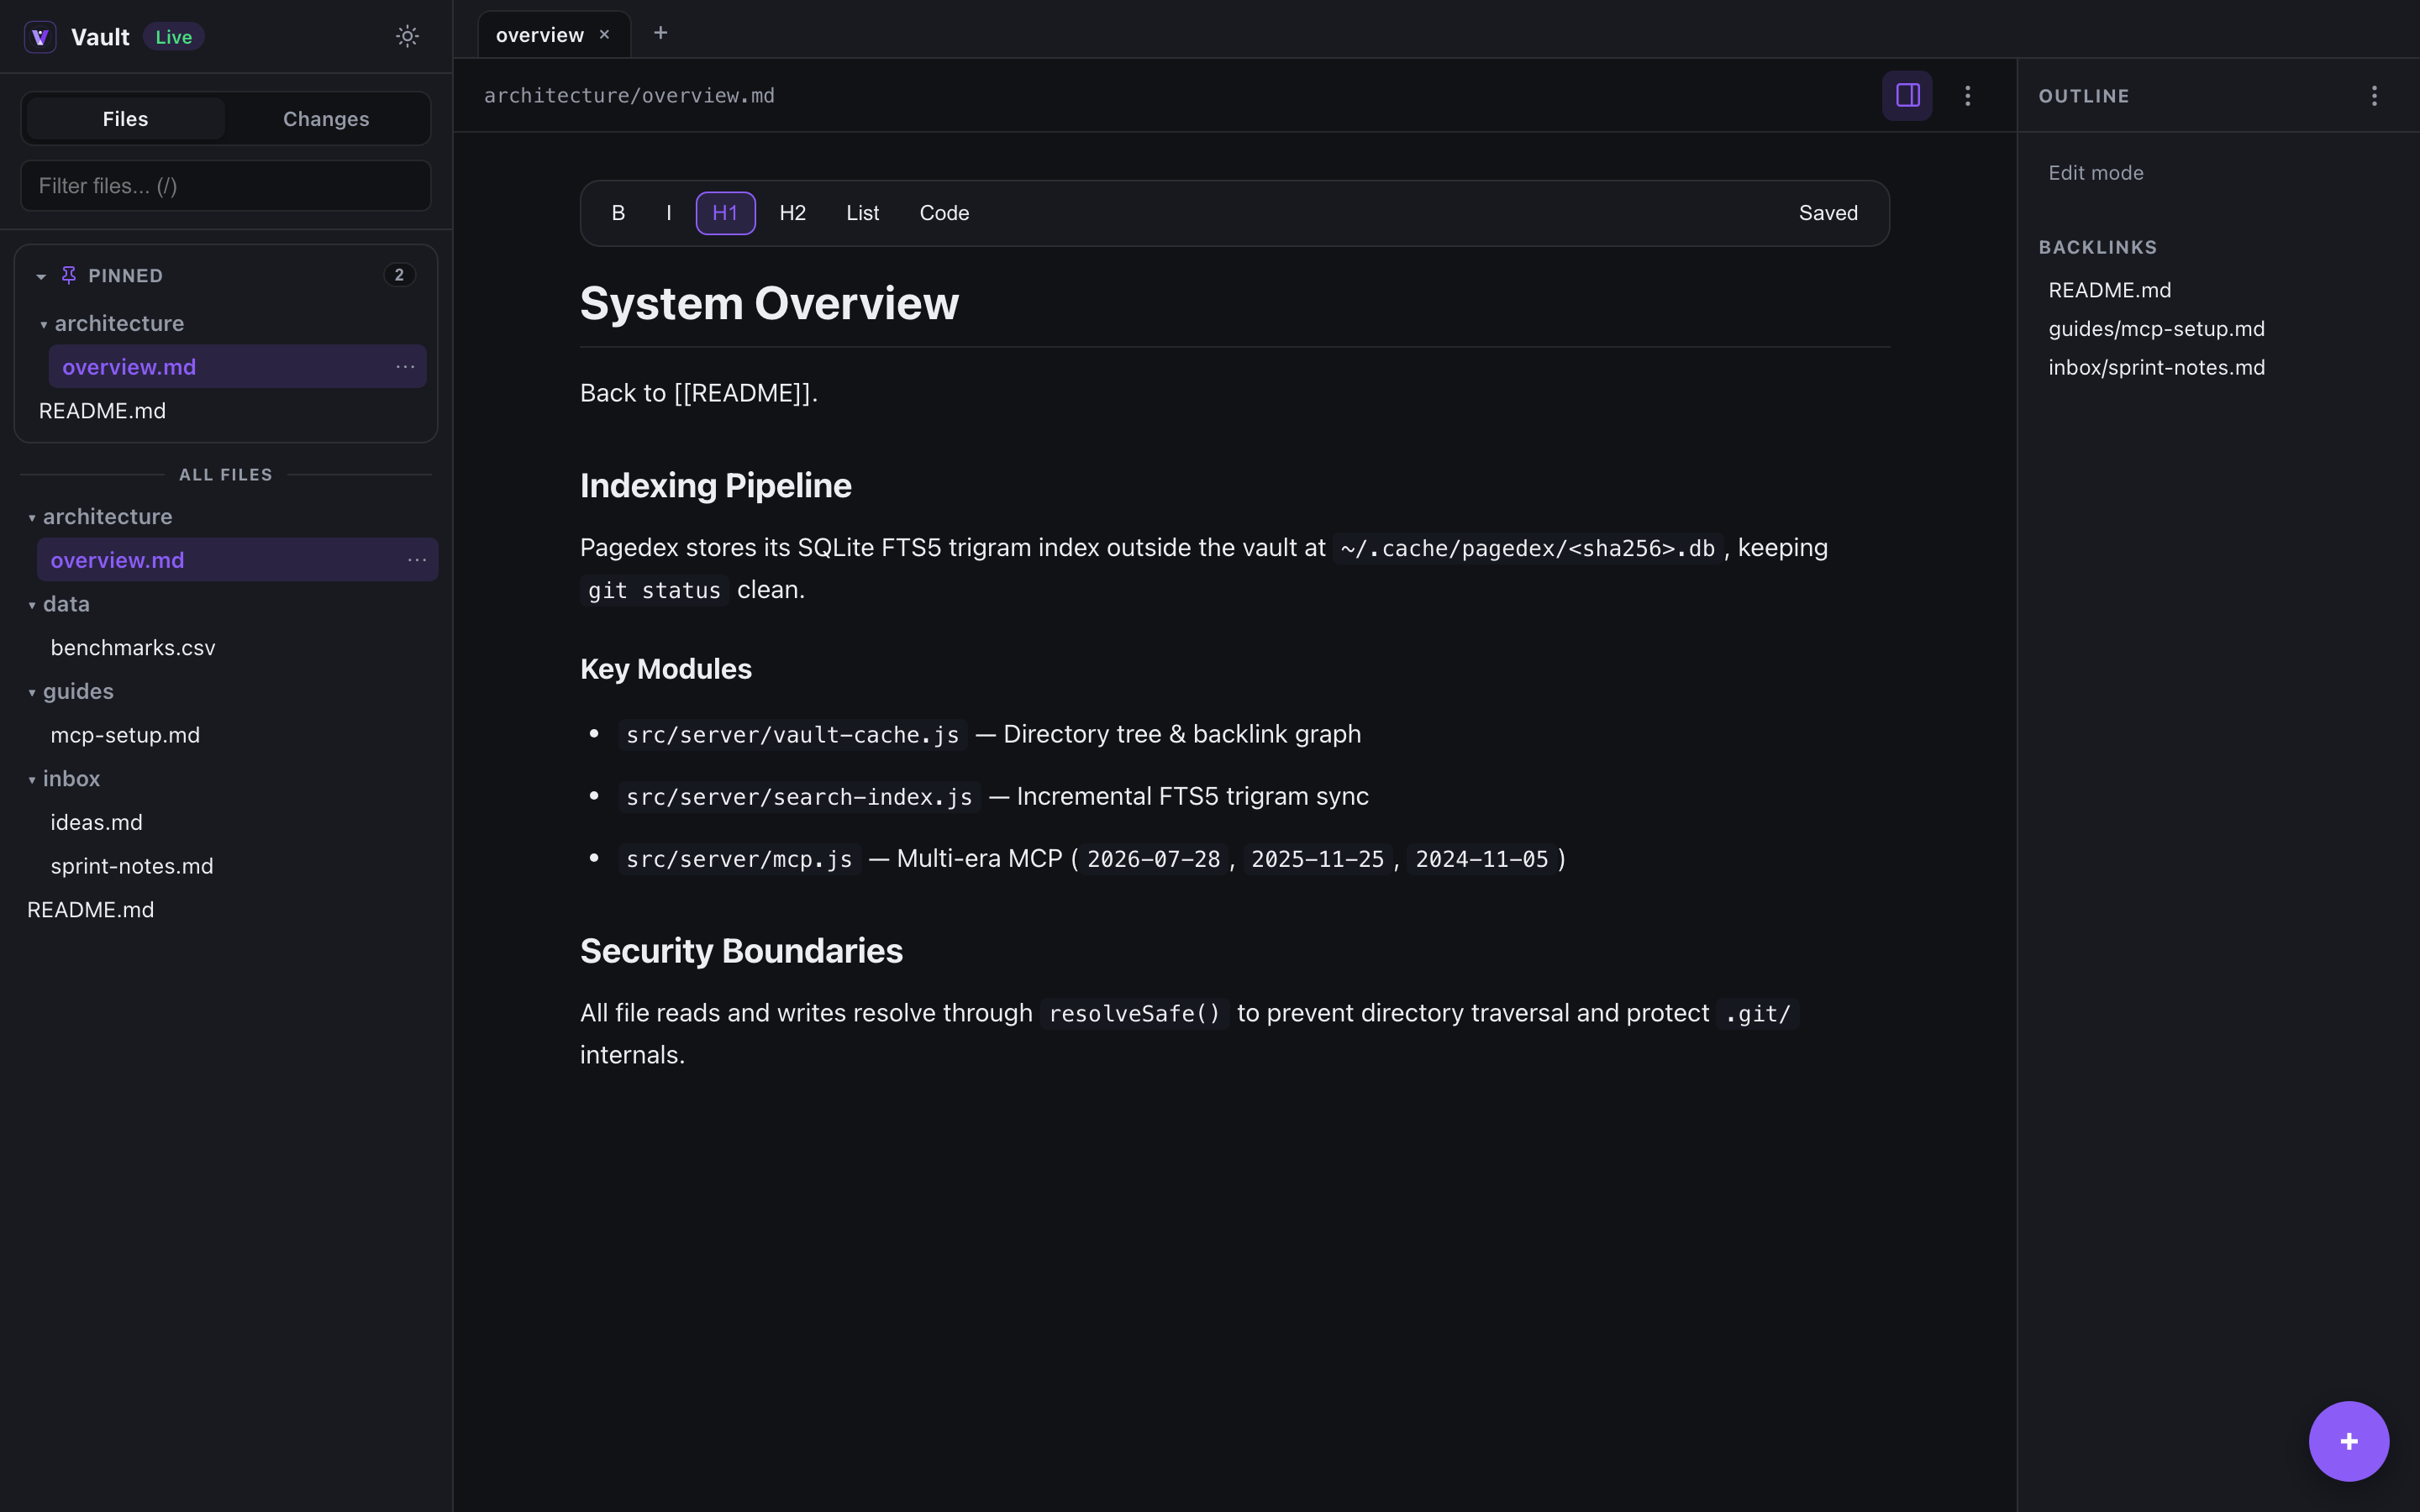 Vault Live
Files Changes
Filter files... (/)
PINNED 2
architecture
overview.md
README.md
ALL FILES
architecture
overview.md
data
benchmarks.csv
guides
mcp-setup.md
inbox
ideas.md
sprint-notes.md
README.md
overview × +
architecture/overview.md
B I H1 H2 List Code Saved
System Overview
Back to [[README]].
Indexing Pipeline
Pagedex stores its SQLite FTS5 trigram index outside the vault at ~/.cache/pagedex/<sha256>.db, keeping
git status clean.
Key Modules
• src/server/vault-cache.js — Directory tree & backlink graph
• src/server/search-index.js — Incremental FTS5 trigram sync
• src/server/mcp.js — Multi-era MCP (2026-07-28, 2025-11-25, 2024-11-05)
Security Boundaries
All file reads and writes resolve through resolveSafe() to prevent directory traversal and protect .git/
internals.
OUTLINE
Edit mode
BACKLINKS
README.md
guides/mcp-setup.md
inbox/sprint-notes.md
+